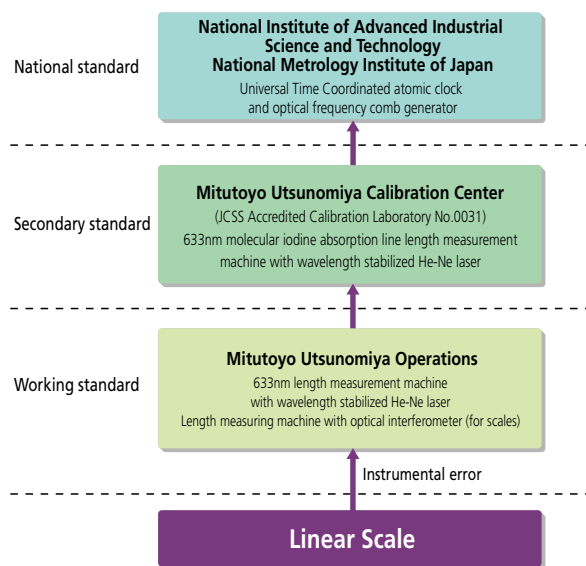 National standard
National Institute of Advanced Industrial
Science and Technology
National Metrology Institute of Japan
Universal Time Coordinated atomic clock
and optical frequency comb generator
Secondary standard
Mitutoyo Utsunomiya Calibration Center
(JCSS Accredited Calibration Laboratory No.0031)
633nm molecular iodine absorption line length measurement
machine with wavelength stabilized He-Ne laser
Working standard
Mitutoyo Utsunomiya Operations
633nm length measurement machine
with wavelength stabilized He-Ne laser
Length measuring machine with optical interferometer (for scales)
Instrumental error
Linear Scale